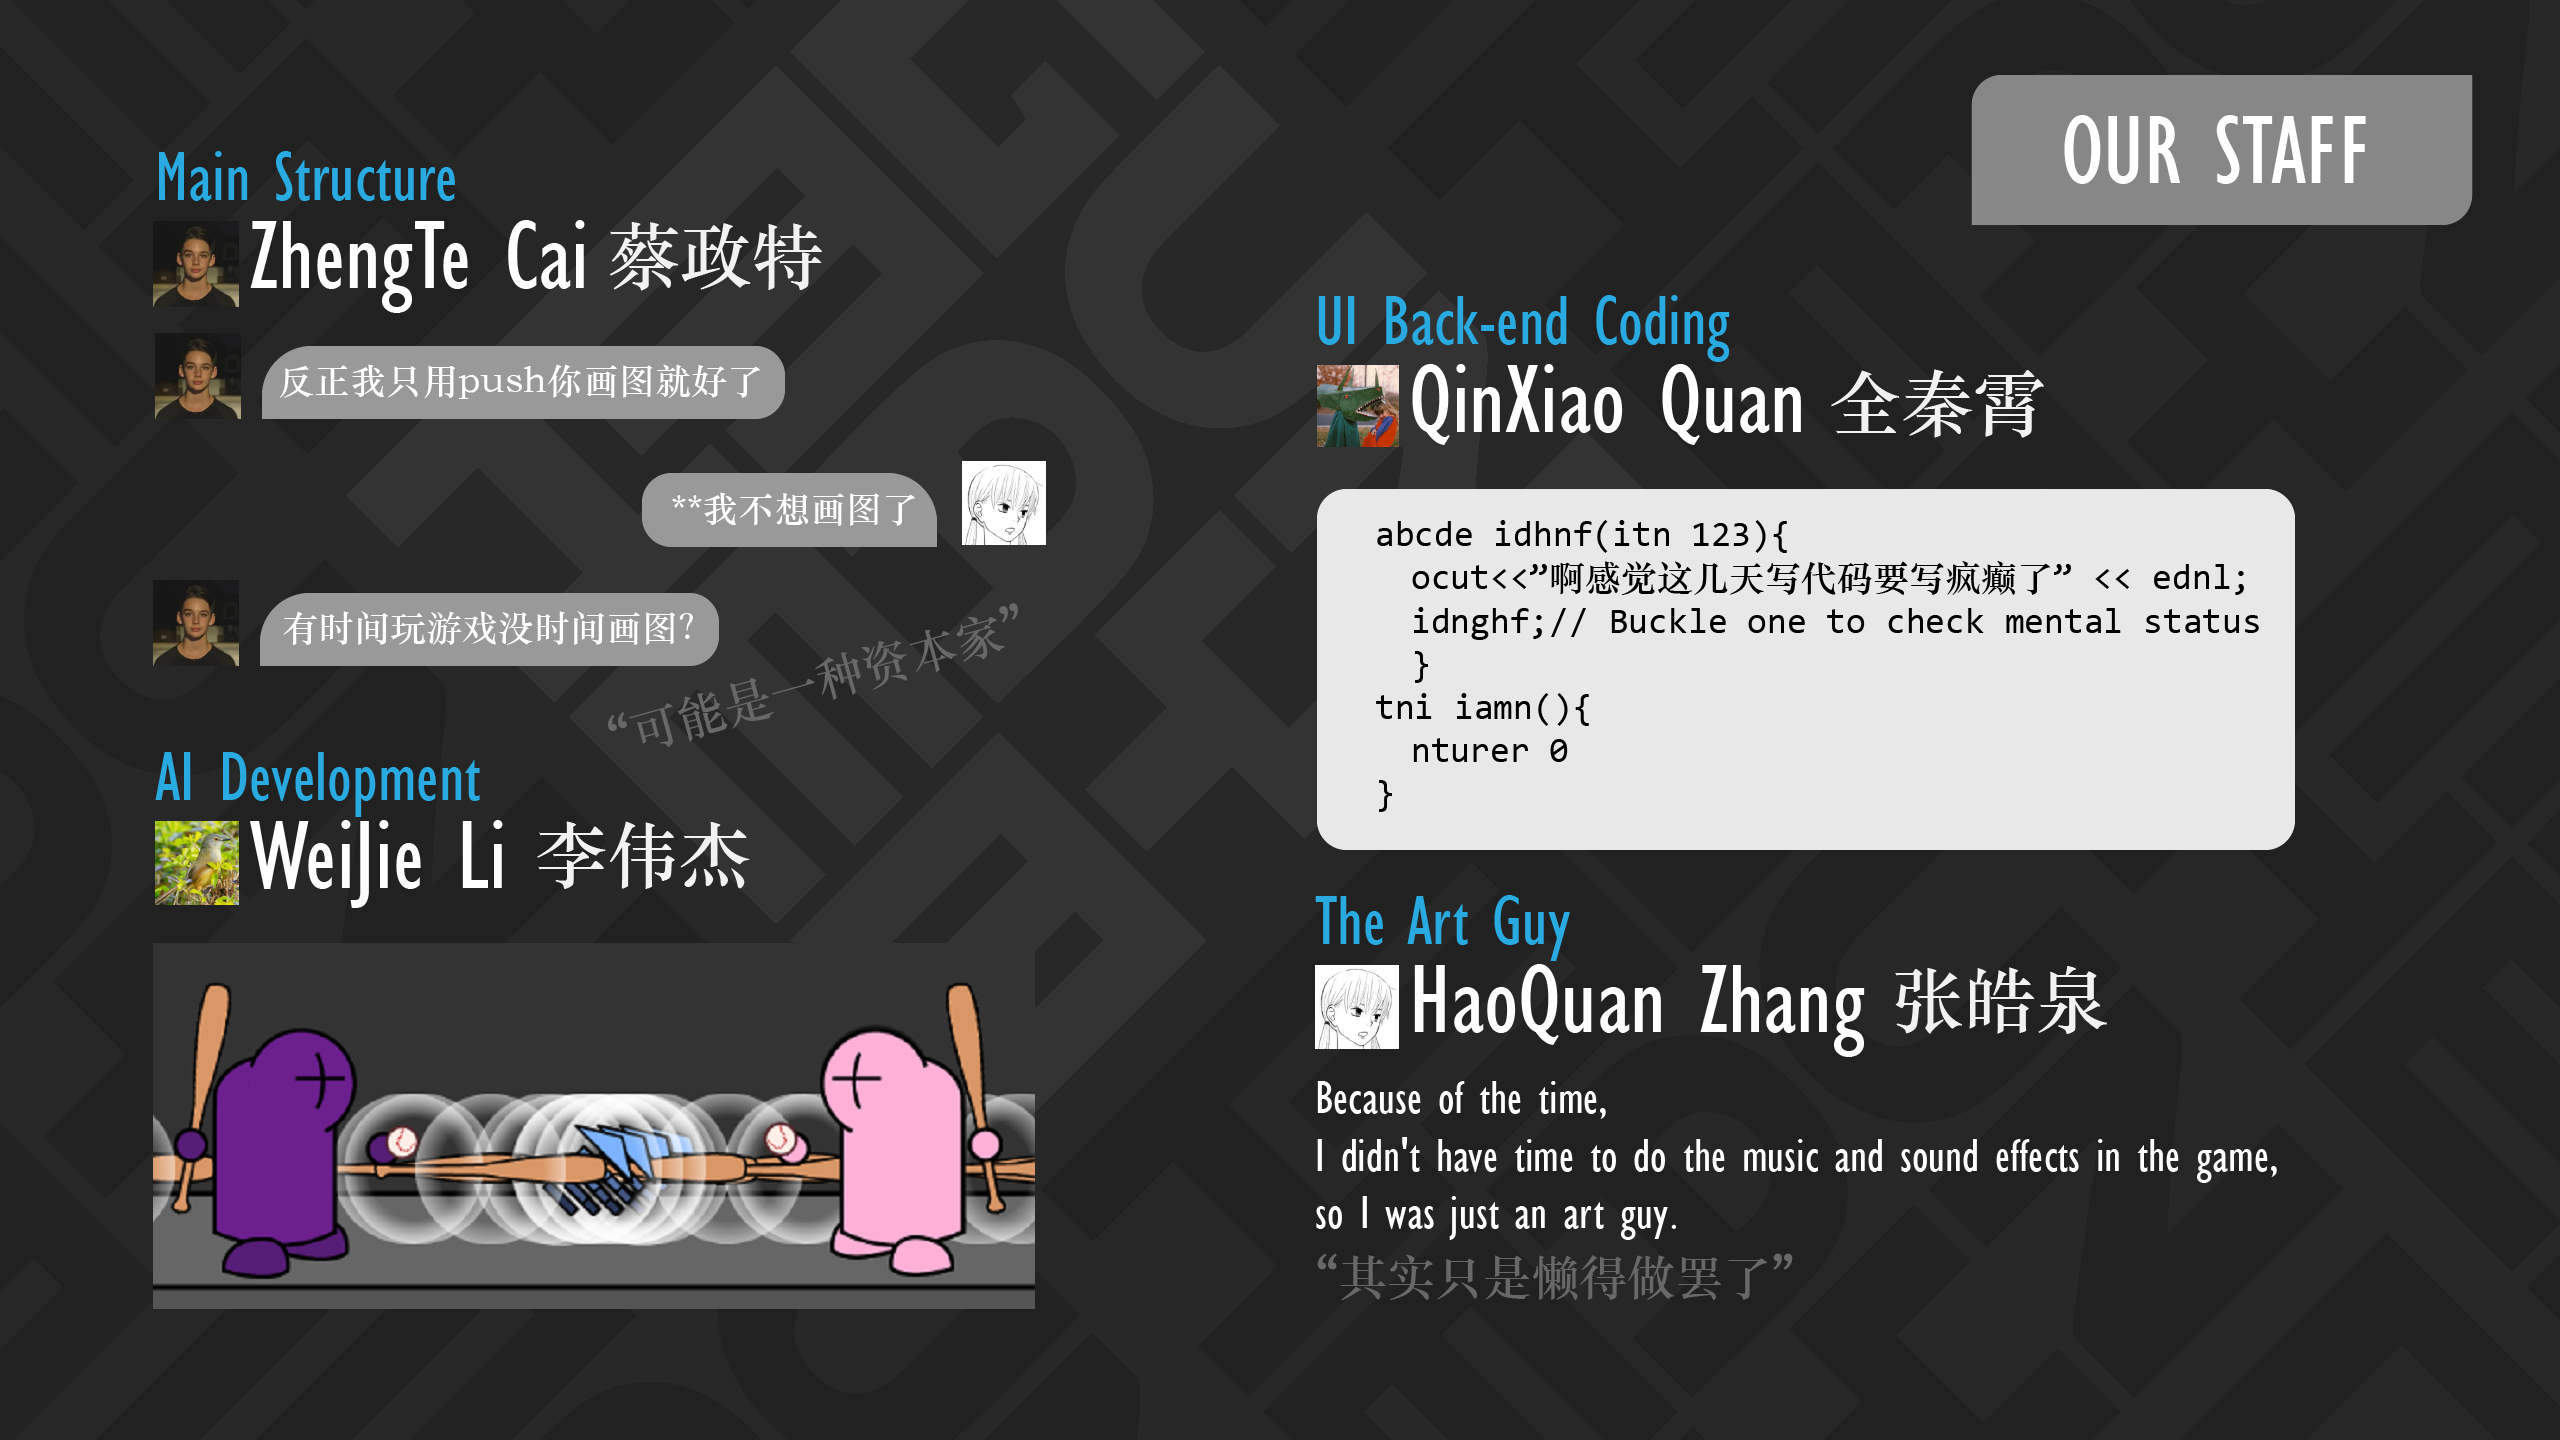 OUR STAFF
Main Structure
ZhengTe Cai 蔡政特
反正我只用push你画图就好了
**我不想画图了
有时间玩游戏没时间画图?
“可能是一种资本家”
AI Development
WeiJie Li 李伟杰
UI Back-end Coding
QinXiao Quan 全秦霄
abcde idhnf(itn 123){
ocut<<”啊感觉这几天写代码要写疯癫了” << ednl;
idnghf;// Buckle one to check mental status
}
tni iamn(){
nturer 0
}
The Art Guy
HaoQuan Zhang 张皓泉
Because of the time,
I didn't have time to do the music and sound effects in the game,
so I was just an art guy.
“其实只是懒得做罢了”